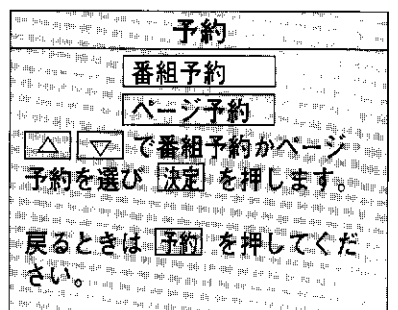 予約
番組予約
ページ予約
△ ▽ で番組予約かページ
予約を選び 決定 を押します。
戻るときは 予約 を押してくだ
さい。